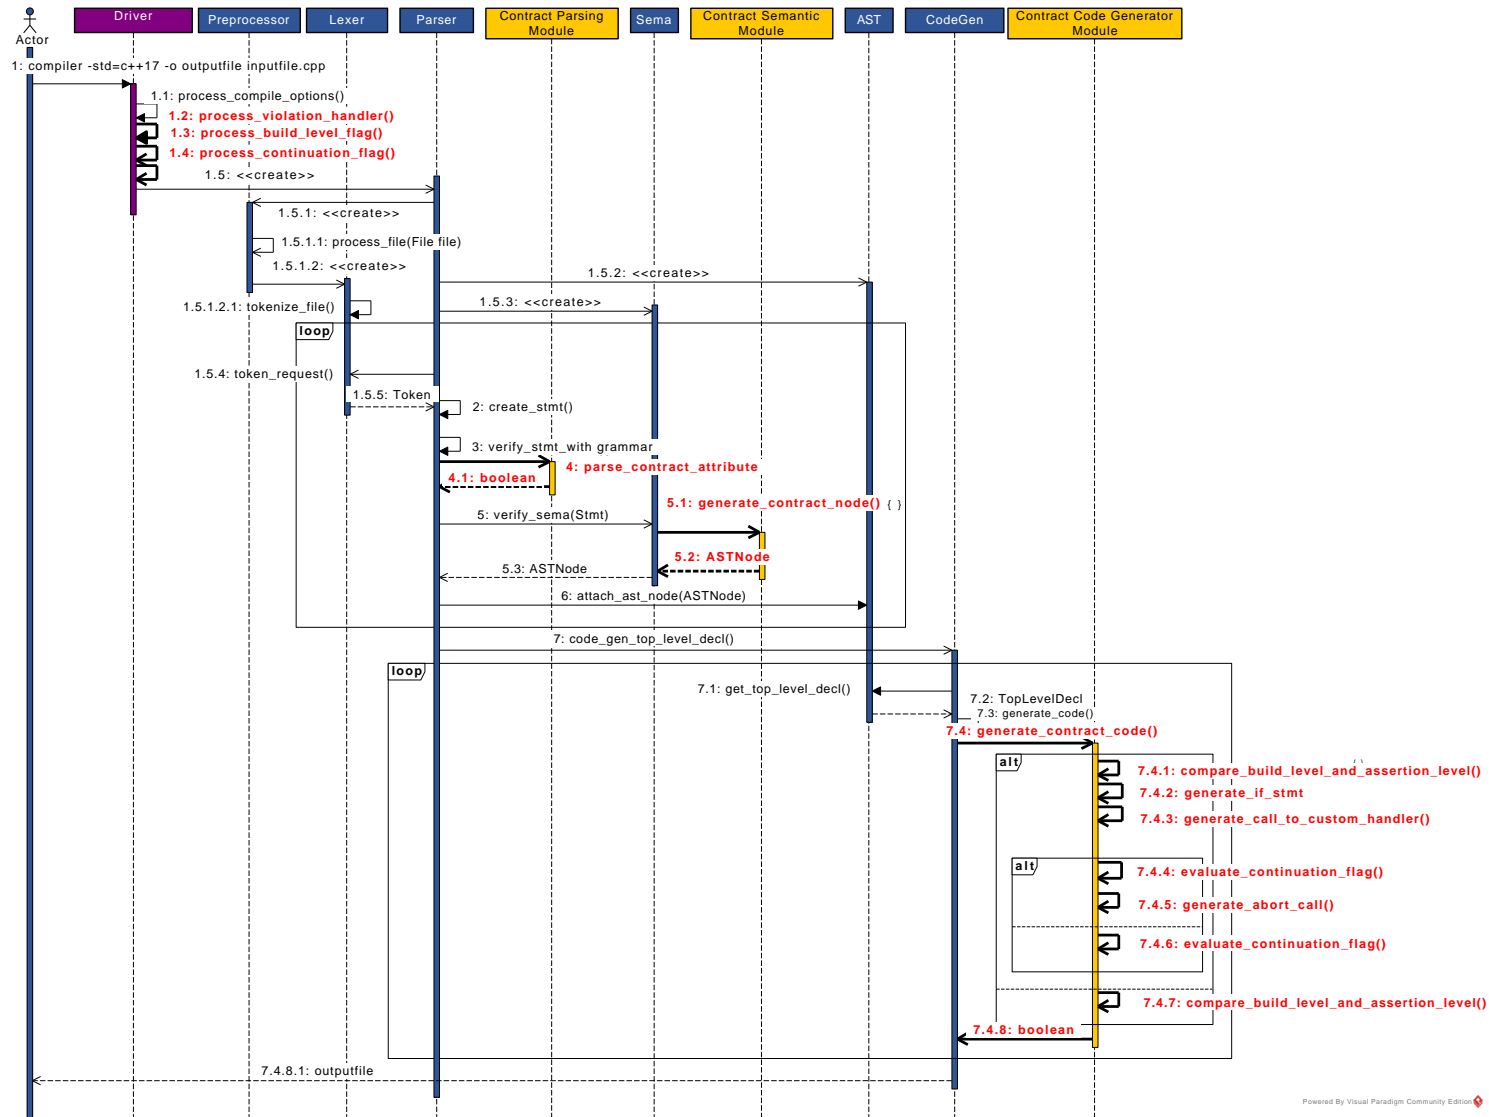 Actor
Driver
Preprocessor
Lexer
Parser
Contract Parsing
Module
Sema
Contract Semantic
Module
AST
CodeGen
Contract Code Generator
Module
1: compiler -std=c++17 -o outputfile inputfile.cpp
1.1: process_compile_options()
1.2: process_violation_handler()
1.3: process_build_level_flag()
1.4: process_continuation_flag()
1.5: <<create>>
1.5.1: <<create>>
1.5.1.1: process_file(File file)
1.5.1.2: <<create>>
1.5.2: <<create>>
1.5.1.2.1: tokenize_file()
1.5.3: <<create>>
loop
1.5.4: token_request()
1.5.5: Token
2: create_stmt()
3: verify_stmt_with grammar
4: parse_contract_attribute
4.1: boolean
5.1: generate_contract_node() { }
5: verify_sema(Stmt)
5.2: ASTNode
5.3: ASTNode
6: attach_ast_node(ASTNode)
7: code_gen_top_level_decl()
loop
7.1: get_top_level_decl()
7.2: TopLevelDecl
7.3: generate_code()
7.4: generate_contract_code()
alt
7.4.1: compare_build_level_and_assertion_level()
7.4.2: generate_if_stmt
7.4.3: generate_call_to_custom_handler()
alt
7.4.4: evaluate_continuation_flag()
7.4.5: generate_abort_call()
7.4.6: evaluate_continuation_flag()
7.4.7: compare_build_level_and_assertion_level()
7.4.8: boolean
7.4.8.1: outputfile
Powered By Visual Paradigm Community Edition